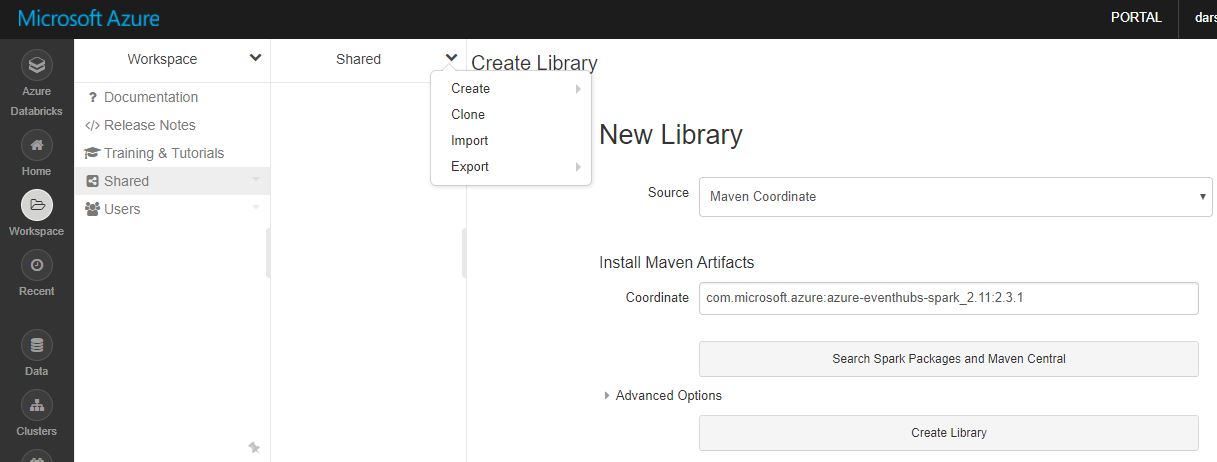 Microsoft Azure
PORTAL
dars
Azure
Databricks
Home
Workspace
Recent
Data
Clusters
Workspace
? Documentation
</> Release Notes
Training & Tutorials
Shared
Users
Shared
Create
Clone
Import
Export
Create Library
New Library
Source
Maven Coordinate
Install Maven Artifacts
Coordinate
com.microsoft.azure:azure-eventhubs-spark_2.11:2.3.1
Search Spark Packages and Maven Central
Advanced Options
Create Library